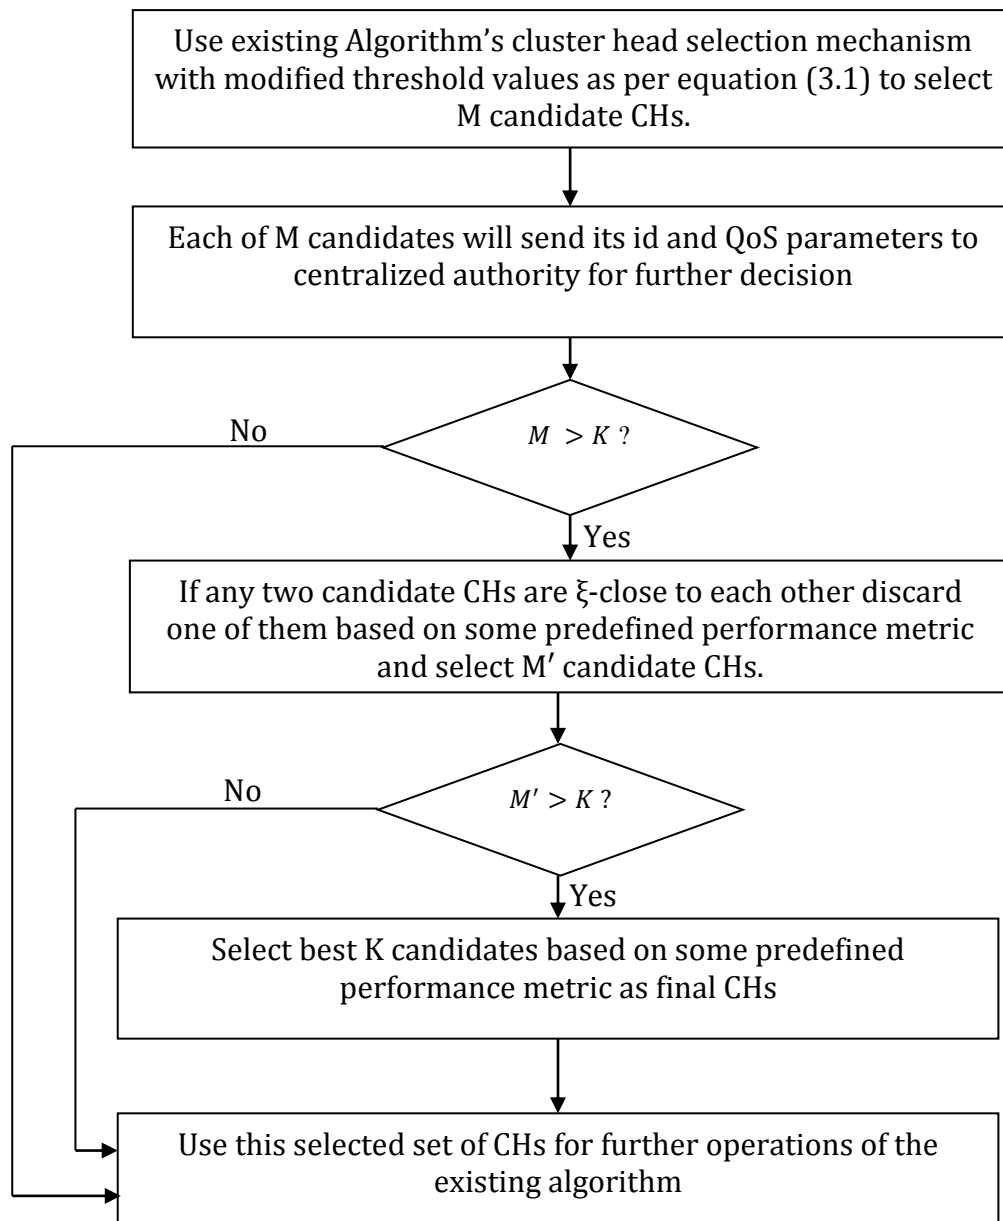 Use existing Algorithm's cluster head selection mechanism
with modified threshold values as per equation (3.1) to select
M candidate CHs.
Each of M candidates will send its id and QoS parameters to
centralized authority for further decision
No
M > K ?
Yes
If any two candidate CHs are ξ-close to each other discard
one of them based on some predefined performance metric
and select M′ candidate CHs.
No
M′ > K ?
Yes
Select best K candidates based on some predefined
performance metric as final CHs
Use this selected set of CHs for further operations of the
existing algorithm